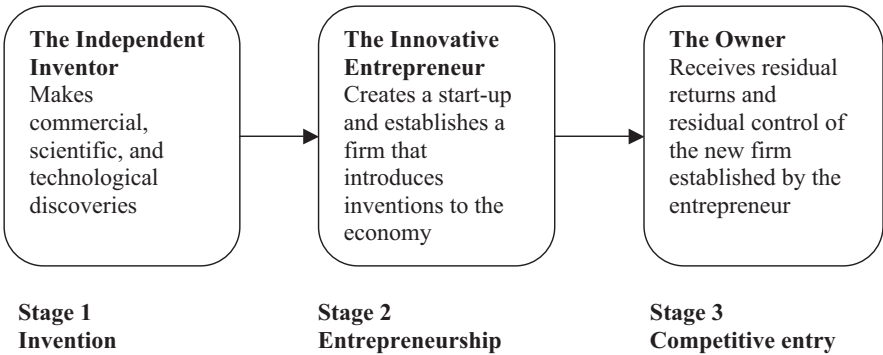 The Independent
Inventor
Makes
commercial,
scientific, and
technological
discoveries
The Innovative
Entrepreneur
Creates a start-up
and establishes a
firm that
introduces
inventions to the
economy
The Owner
Receives residual
returns and
residual control of
the new firm
established by the
entrepreneur
Stage 1
Invention
Stage 2
Entrepreneurship
Stage 3
Competitive entry